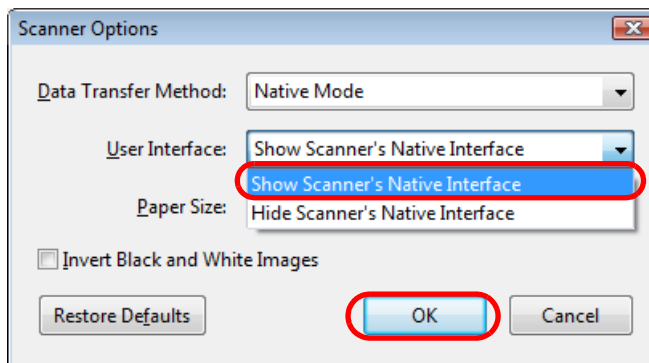 Scanner Options
Data Transfer Method: Native Mode
User Interface: Show Scanner's Native Interface
Show Scanner's Native Interface
Paper Size: Hide Scanner's Native Interface
Invert Black and White Images
Restore Defaults OK Cancel